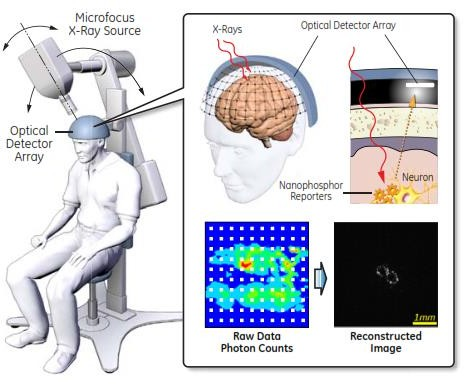 Microfocus
X-Ray Source
Optical
Detector
Array
X-Rays
Optical Detector Array
Nanophosphor
Reporters
Neuron
Raw Data
Photon Counts
1mm
Reconstructed
Image